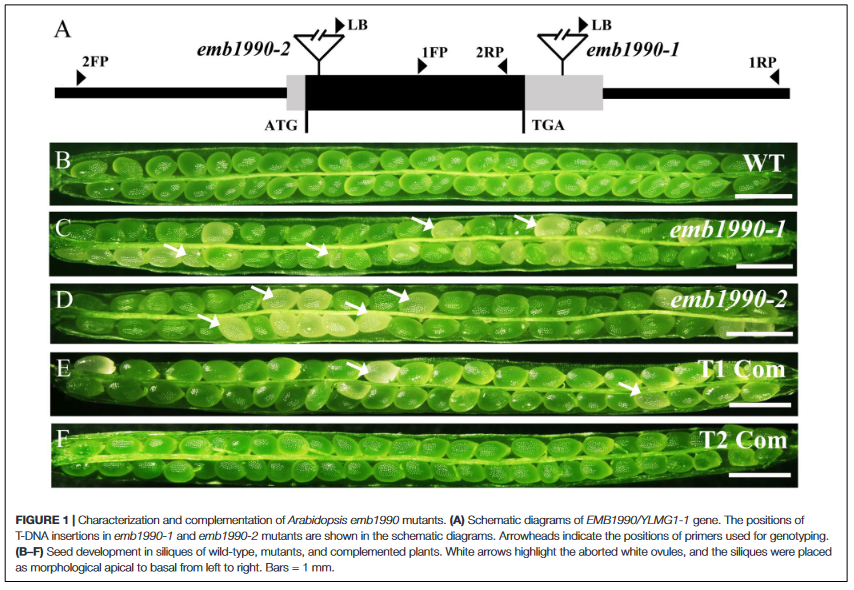 A
LB
LB
emb1990-2
emb1990-1
2FP
1FP
2RP
1RP
ATG
TGA
B
WT
C
emb1990-1
D
emb1990-2
E
T1 Com
F
T2 Com
FIGURE 1 | Characterization and complementation of Arabidopsis emb1990 mutants. (A) Schematic diagrams of EMB1990/YLMG1-1 gene. The positions of
T-DNA insertions in emb1990-1 and emb1990-2 mutants are shown in the schematic diagrams. Arrowheads indicate the positions of primers used for genotyping.
(B–F) Seed development in siliques of wild-type, mutants, and complemented plants. White arrows highlight the aborted white ovules, and the siliques were placed
as morphological apical to basal from left to right. Bars = 1 mm.